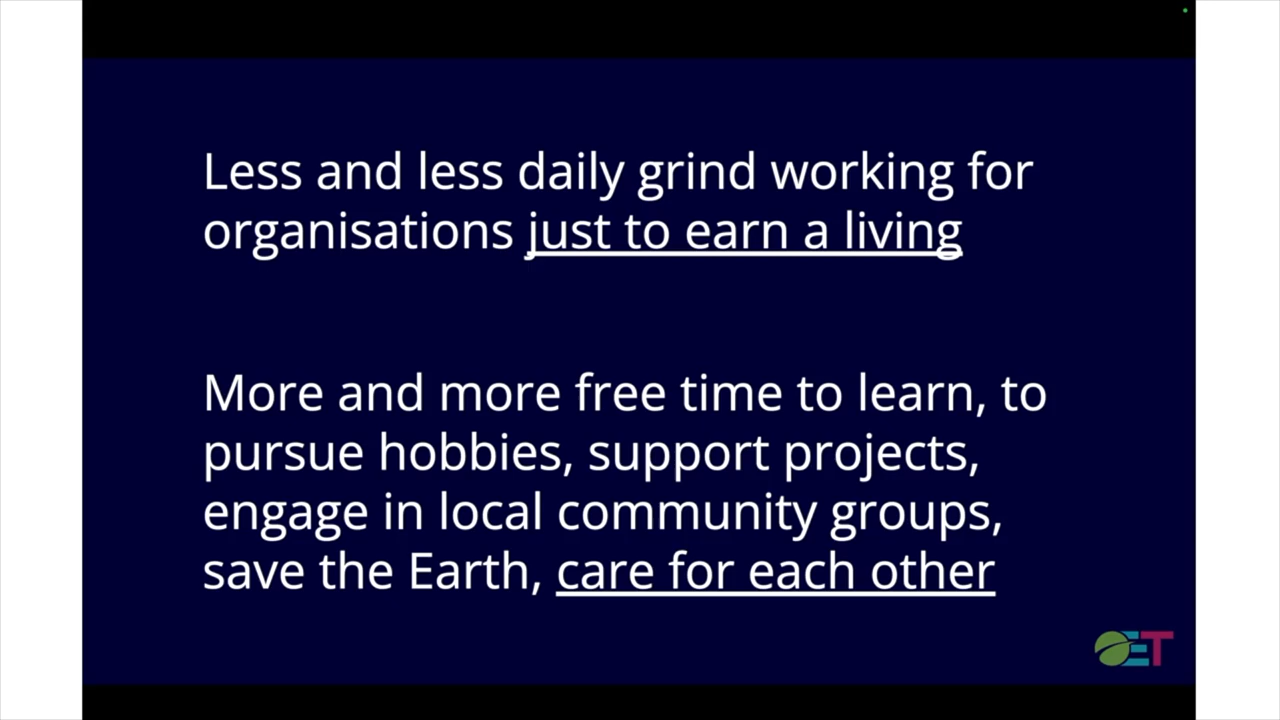 Less and less daily grind working for
organisations just to earn a living
More and more free time to learn, to
pursue hobbies, support projects,
engage in local community groups,
save the Earth, care for each other
ET